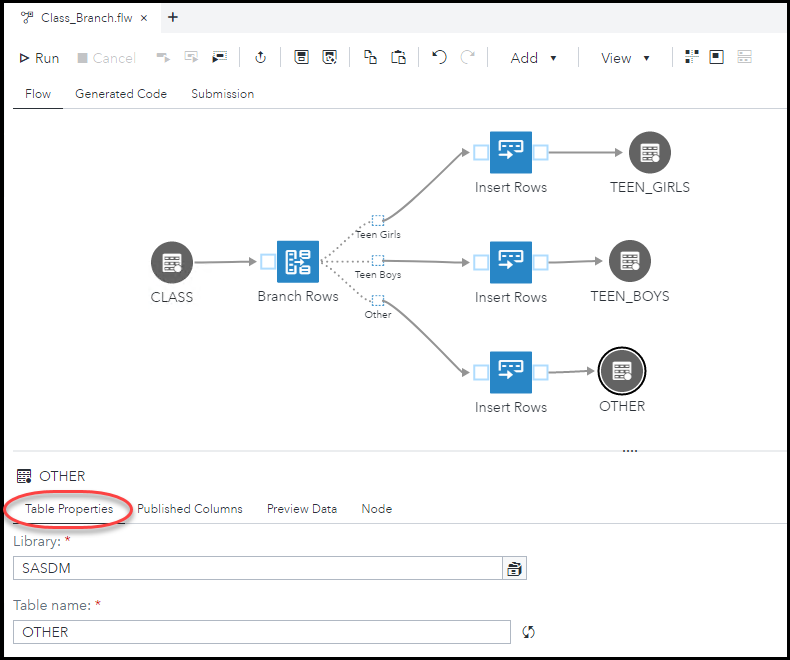 Class_Branch.flw × +
Run Cancel Add View
Flow Generated Code Submission
Insert Rows TEEN_GIRLS
Teen Girls
CLASS Branch Rows Teen Boys Insert Rows TEEN_BOYS
Other
Insert Rows OTHER
OTHER
Table Properties Published Columns Preview Data Node
Library: *
SASDM
Table name: *
OTHER